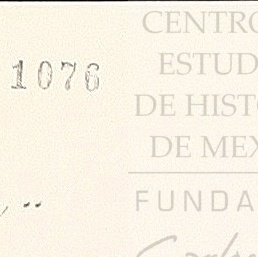 1076
CENTRO
ESTUD
DE HISTO
DE MEX
FUNDA